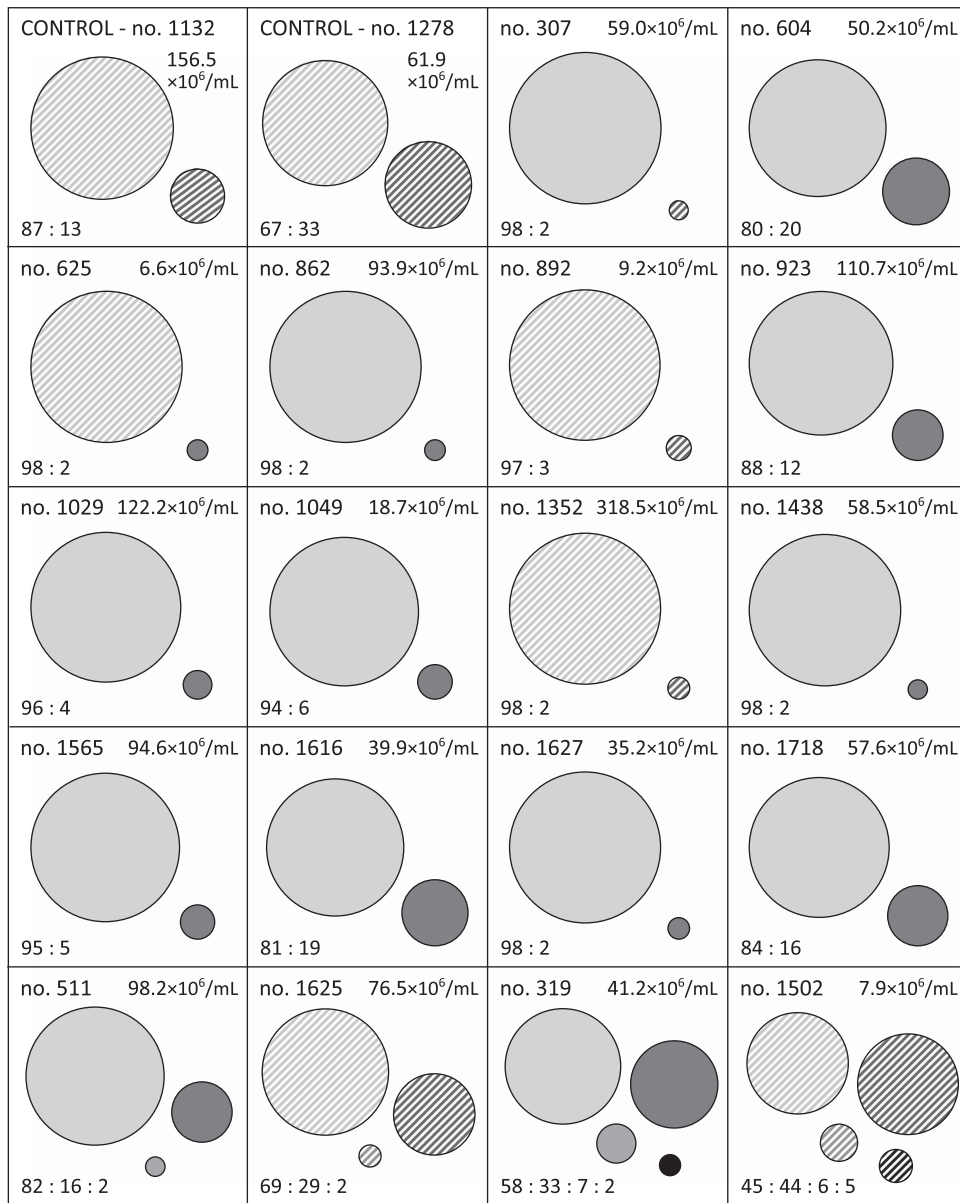 CONTROL - no. 1132
156.5
×10⁶/mL
87 : 13
CONTROL - no. 1278
61.9
×10⁶/mL
67 : 33
no. 307 59.0×10⁶/mL
98 : 2
no. 604 50.2×10⁶/mL
80 : 20
no. 625 6.6×10⁶/mL
98 : 2
no. 862 93.9×10⁶/mL
98 : 2
no. 892 9.2×10⁶/mL
97 : 3
no. 923 110.7×10⁶/mL
88 : 12
no. 1029 122.2×10⁶/mL
96 : 4
no. 1049 18.7×10⁶/mL
94 : 6
no. 1352 318.5×10⁶/mL
98 : 2
no. 1438 58.5×10⁶/mL
98 : 2
no. 1565 94.6×10⁶/mL
95 : 5
no. 1616 39.9×10⁶/mL
81 : 19
no. 1627 35.2×10⁶/mL
98 : 2
no. 1718 57.6×10⁶/mL
84 : 16
no. 511 98.2×10⁶/mL
82 : 16 : 2
no. 1625 76.5×10⁶/mL
69 : 29 : 2
no. 319 41.2×10⁶/mL
58 : 33 : 7 : 2
no. 1502 7.9×10⁶/mL
45 : 44 : 6 : 5